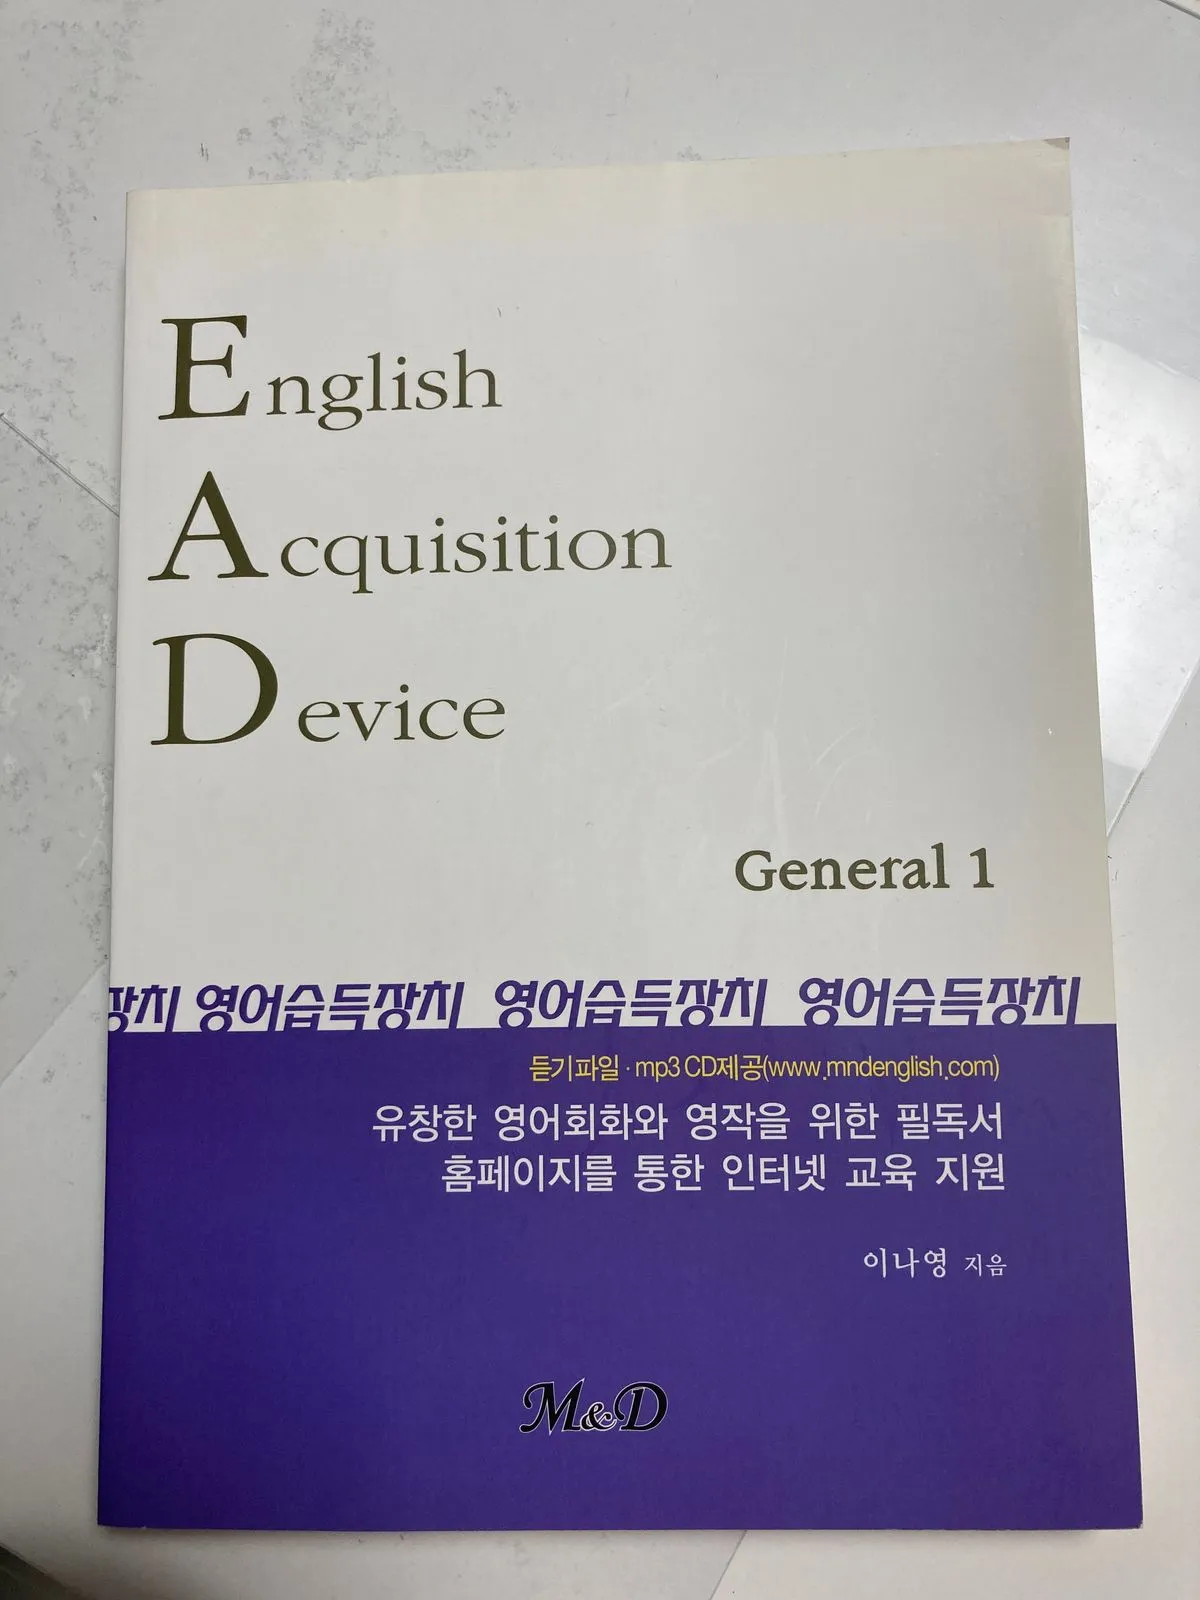 English
Acquisition
Device
General 1
장치 영어습득장치 영어습득장치 영어습득장치
듣기파일·mp3 CD제공(www.mndenglish.com)
유창한 영어회화와 영작을 위한 필독서
홈페이지를 통한 인터넷 교육 지원
이나영 지음
M&D